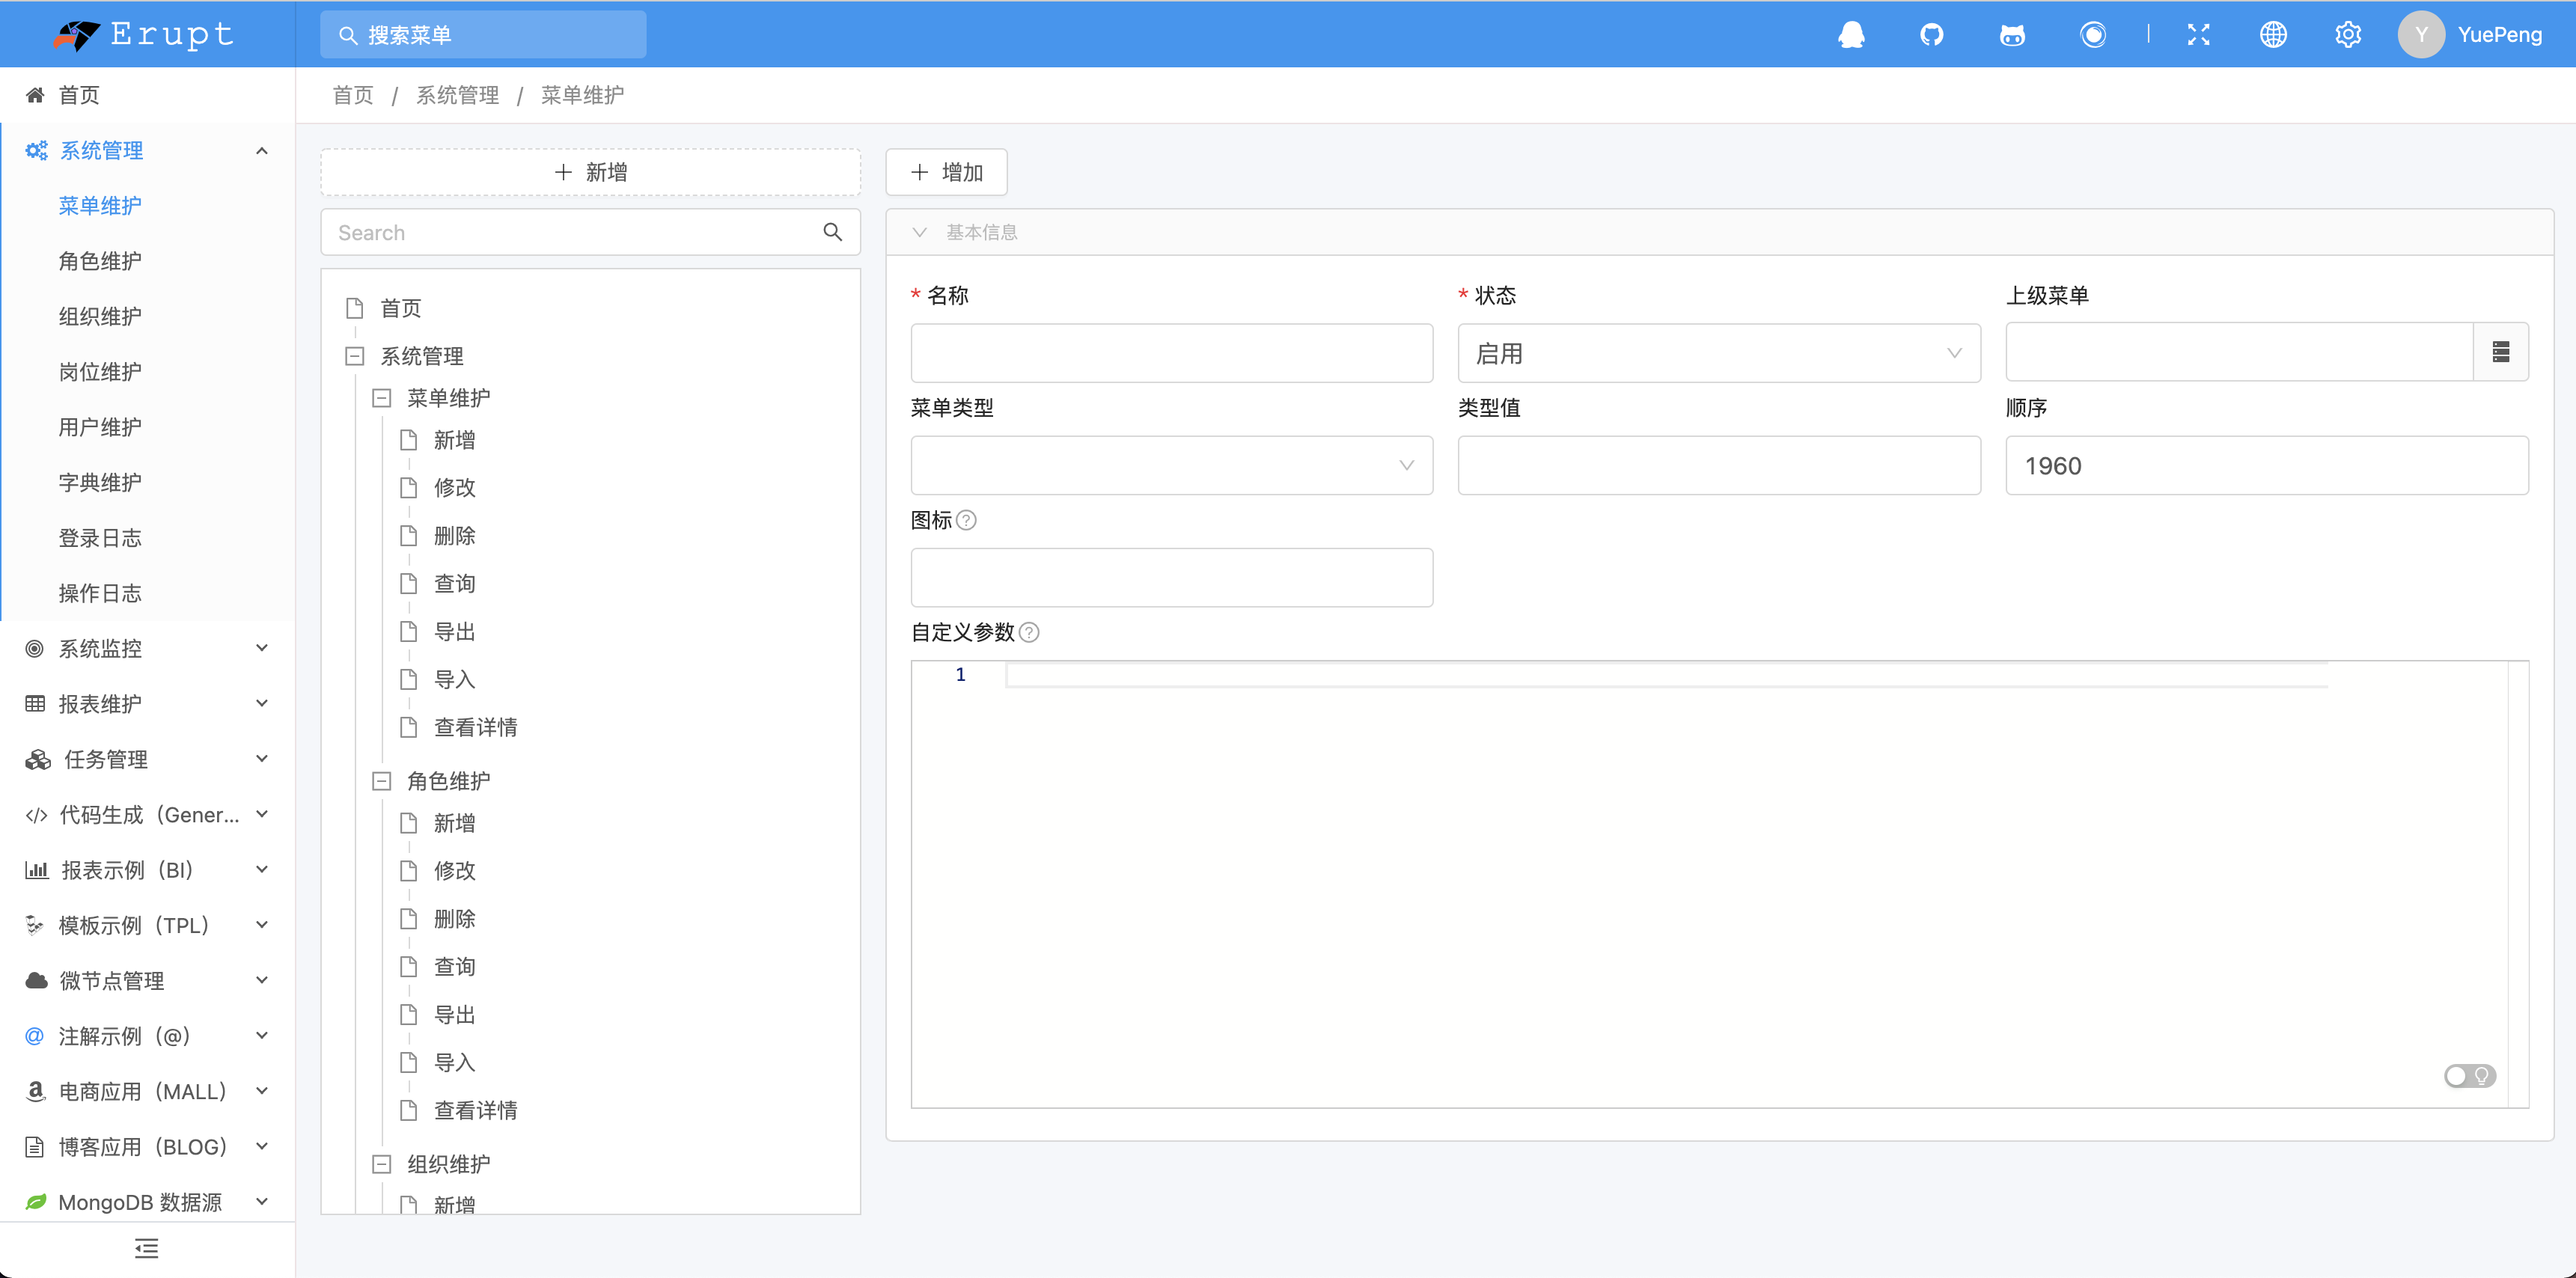 Erupt
搜索菜单
Y
YuePeng
首页
系统管理
菜单维护
角色维护
组织维护
岗位维护
用户维护
字典维护
登录日志
操作日志
系统监控
报表维护
任务管理
代码生成（Gener...
报表示例（BI）
模板示例（TPL）
微节点管理
注解示例（@）
电商应用（MALL）
博客应用（BLOG）
MongoDB 数据源
首页 / 系统管理 / 菜单维护
新增
Search
首页
系统管理
菜单维护
新增
修改
删除
查询
导出
导入
查看详情
角色维护
新增
修改
删除
查询
导出
导入
查看详情
组织维护
新增
增加
基本信息
* 名称
* 状态
启用
上级菜单
菜单类型
类型值
顺序
1960
图标
自定义参数
1